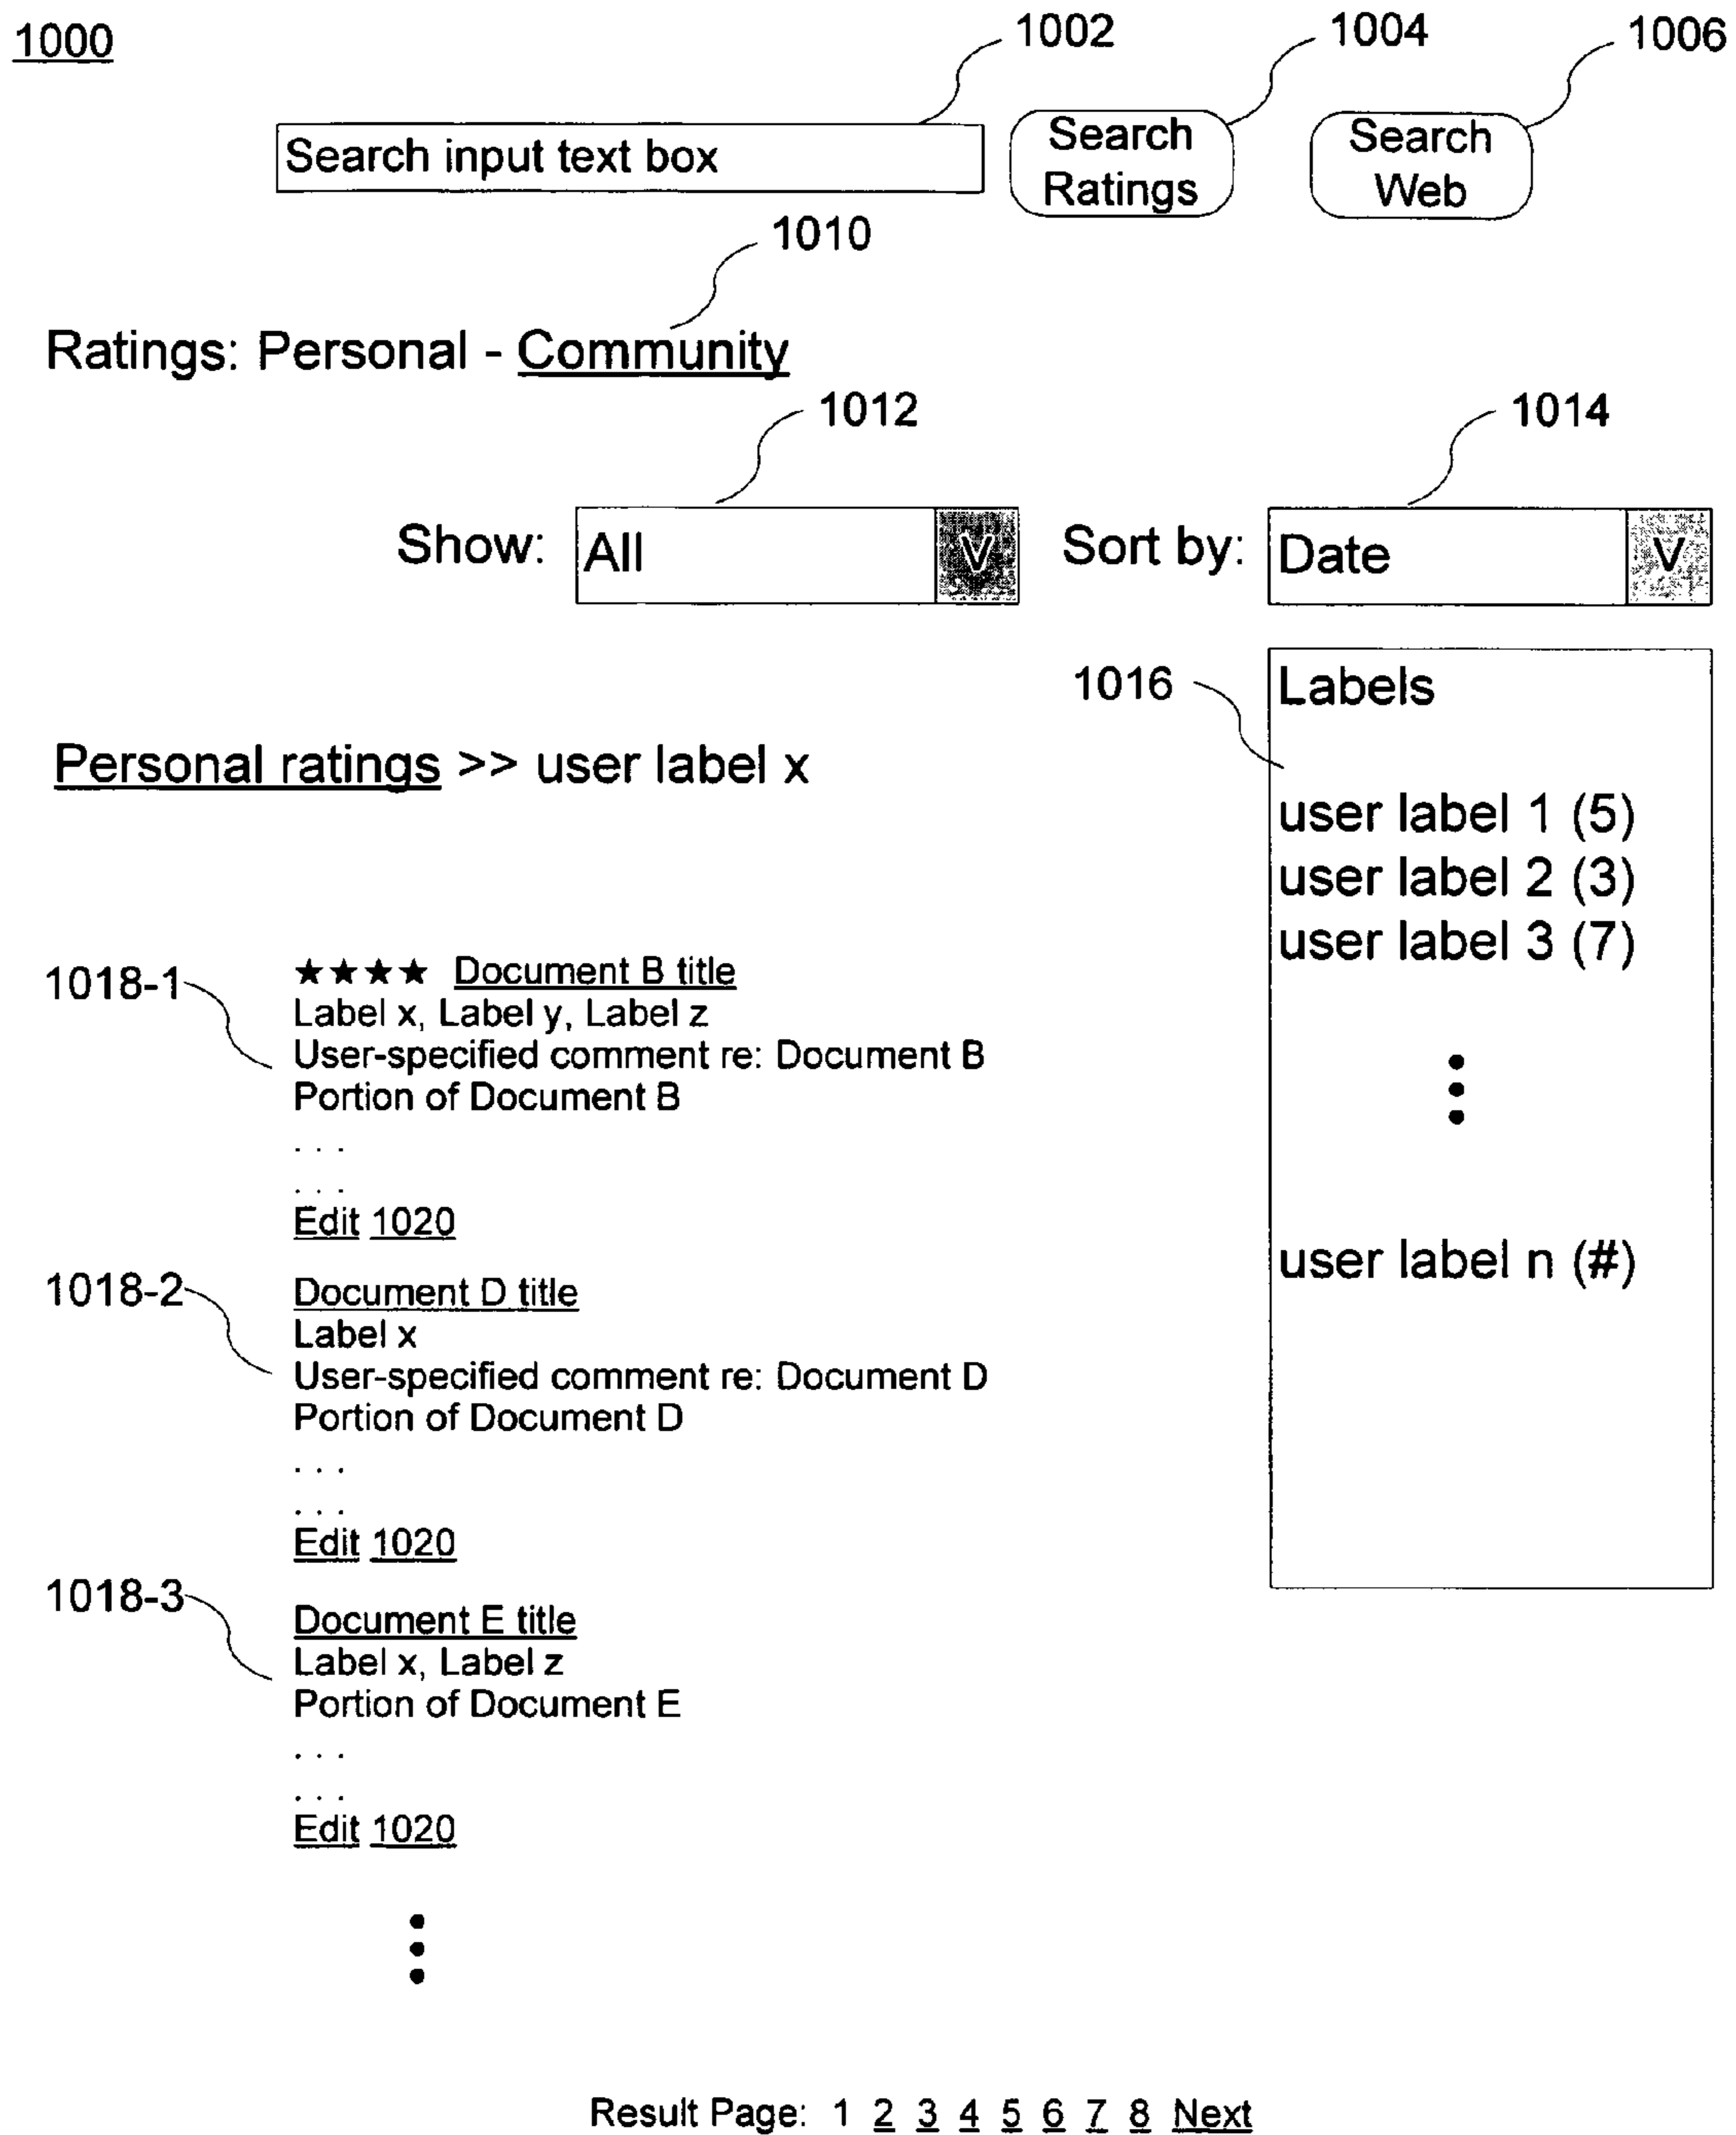 1000
1002
1004
1006
Search input text box
Search
Ratings
Search
Web
1010
Ratings: Personal - Community
1012
1014
Show:
All
V
Sort by:
Date
V
1016
Labels
Personal ratings >> user label x
user label 1 (5)
user label 2 (3)
user label 3 (7)
user label n (#)
1018-1
★★★★ Document B title
Label x, Label y, Label z
User-specified comment re: Document B
Portion of Document B
. . .
. . .
Edit 1020
1018-2
Document D title
Label x
User-specified comment re: Document D
Portion of Document D
. . .
. . .
Edit 1020
1018-3
Document E title
Label x, Label z
Portion of Document E
. . .
. . .
Edit 1020
Result Page: 1 2 3 4 5 6 7 8 Next